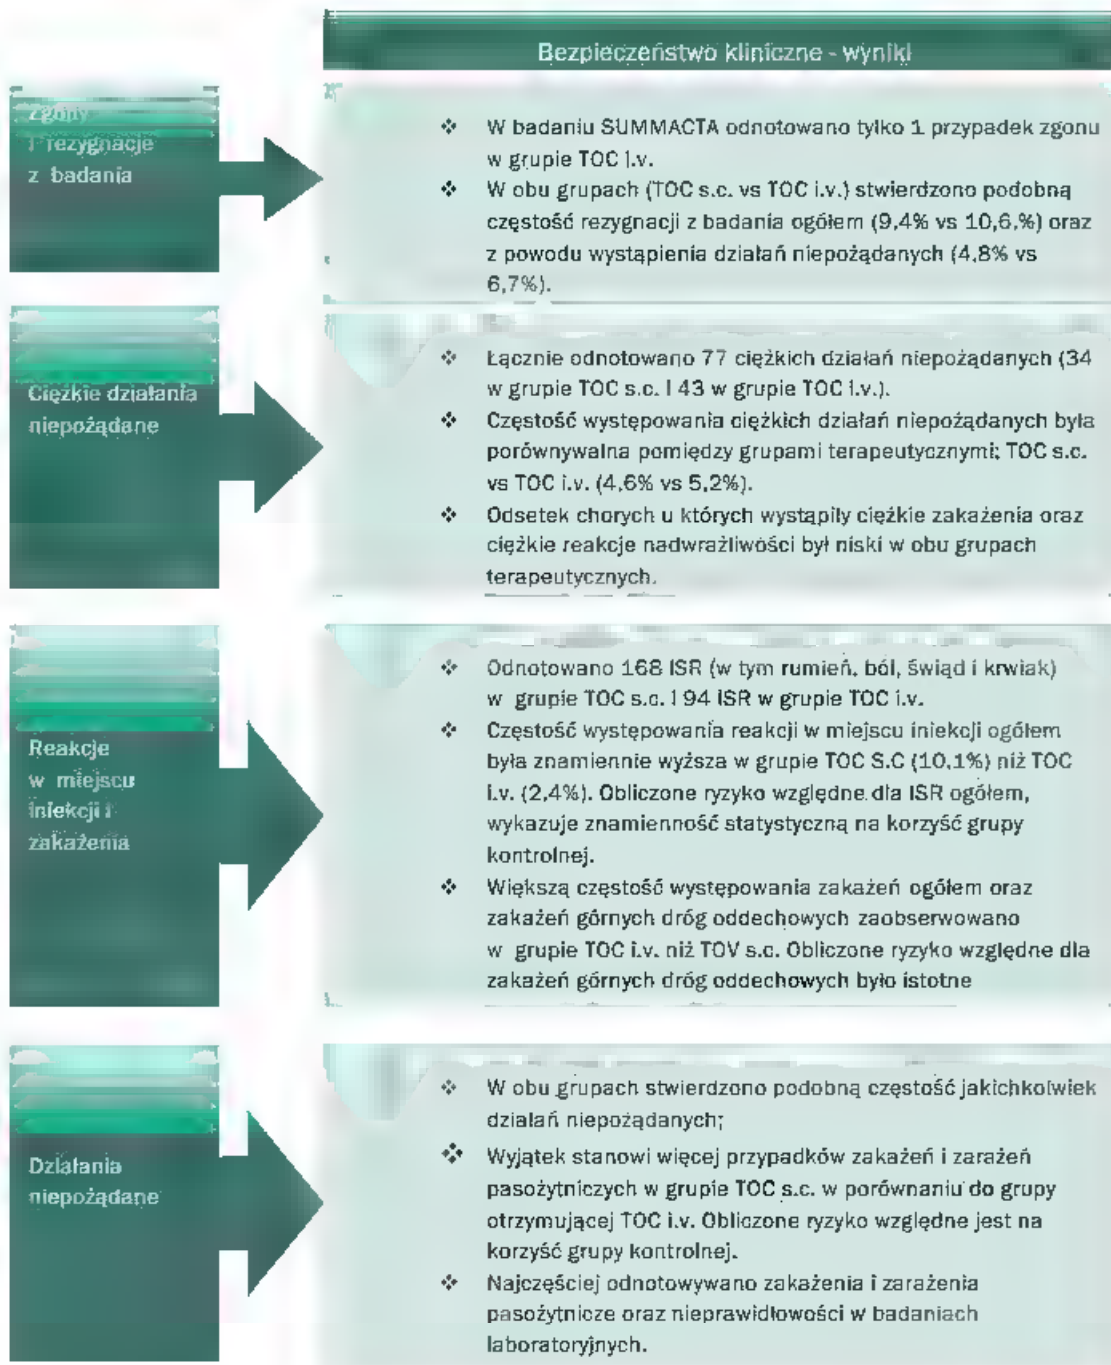 Bezpieczeństwo kliniczne - wyniki
Zgony
i rezygnacje
z badania
❖ W badaniu SUMMACTA odnotowano tylko 1 przypadek zgonu
w grupie TOC i.v.
❖ W obu grupach (TOC s.c. vs TOC i.v.) stwierdzono podobną
częstość rezygnacji z badania ogółem (9,4% vs 10,6,%) oraz
z powodu wystąpienia działań niepożądanych (4,8% vs
6,7%).
Ciężkie działania
niepożądane
❖ Łącznie odnotowano 77 ciężkich działań niepożądanych (34
w grupie TOC s.c. I 43 w grupie TOC i.v.).
❖ Częstość występowania ciężkich działań niepożądanych była
porównywalna pomiędzy grupami terapeutycznymi; TOC s.c.
vs TOC i.v. (4,6% vs 5,2%).
❖ Odsetek chorych u których wystąpiły ciężkie zakażenia oraz
ciężkie reakcje nadwrażliwości był niski w obu grupach
terapeutycznych.
Reakcje
w miejscu
iniekcji i
zakażenia
❖ Odnotowano 168 ISR (w tym rumień, ból, świąd i krwiak)
w grupie TOC s.c. i 94 ISR w grupie TOC i.v.
❖ Częstość występowania reakcji w miejscu iniekcji ogółem
była znamiennie wyższa w grupie TOC S.C (10,1%) niż TOC
i.v. (2,4%). Obliczone ryzyko względne dla ISR ogółem,
wykazuje znamienność statystyczną na korzyść grupy
kontrolnej.
❖ Większą częstość występowania zakażeń ogółem oraz
zakażeń górnych dróg oddechowych zaobserwowano
w grupie TOC i.v. niż TOV s.c. Obliczone ryzyko względne dla
zakażeń górnych dróg oddechowych było istotne
Działania
niepożądane
❖ W obu grupach stwierdzono podobną częstość jakichkolwiek
działań niepożądanych;
❖ Wyjątek stanowi więcej przypadków zakażeń i zarażeń
pasożytniczych w grupie TOC s.c. w porównaniu do grupy
otrzymującej TOC i.v. Obliczone ryzyko względne jest na
korzyść grupy kontrolnej.
❖ Najczęściej odnotowywano zakażenia i zarażenia
pasożytnicze oraz nieprawidłowości w badaniach
laboratoryjnych.